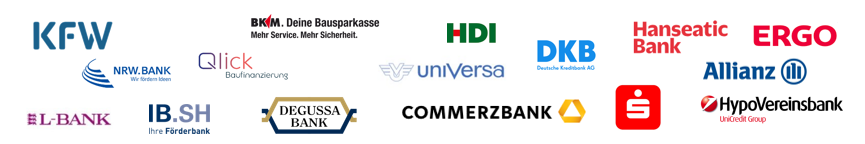 KFW
BKM. Deine Bausparkasse
Mehr Service. Mehr Sicherheit.
HDI
DKB
Deutsche Kreditbank AG
Hanseatic
Bank
ERGO
NRW.BANK
Wir fördern Ideen
Qlick
Baufinanzierung
uniVersa
Allianz
L-BANK
IB.SH
Ihre Förderbank
DEGUSSA
BANK
COMMERZBANK
S
HypoVereinsbank
UniCredit Group